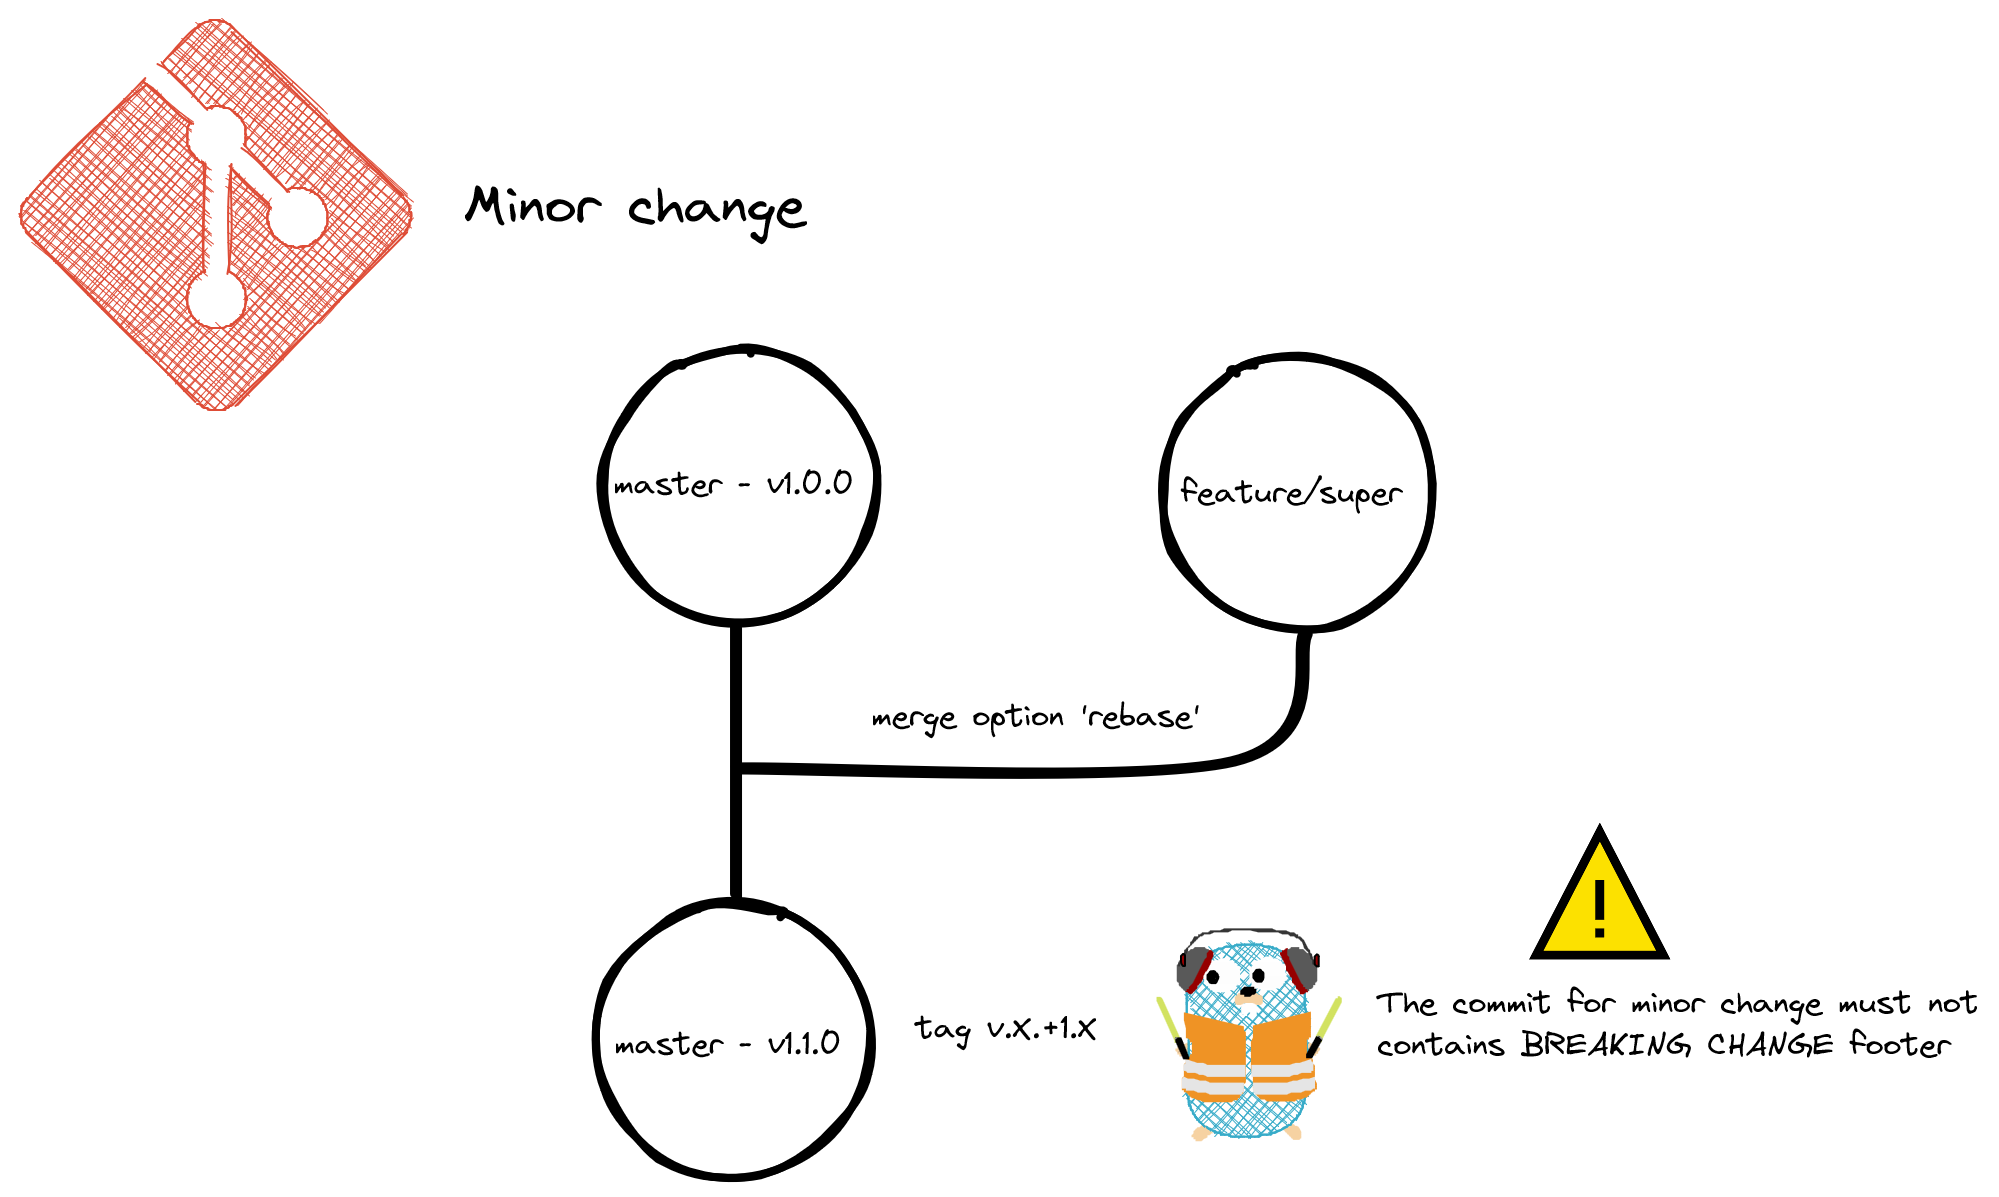 Minor change
master - v1.0.0
feature/super
merge option 'rebase'
master - v1.1.0
tag v.X.+1.X
The commit for minor change must not
contains BREAKING CHANGE footer